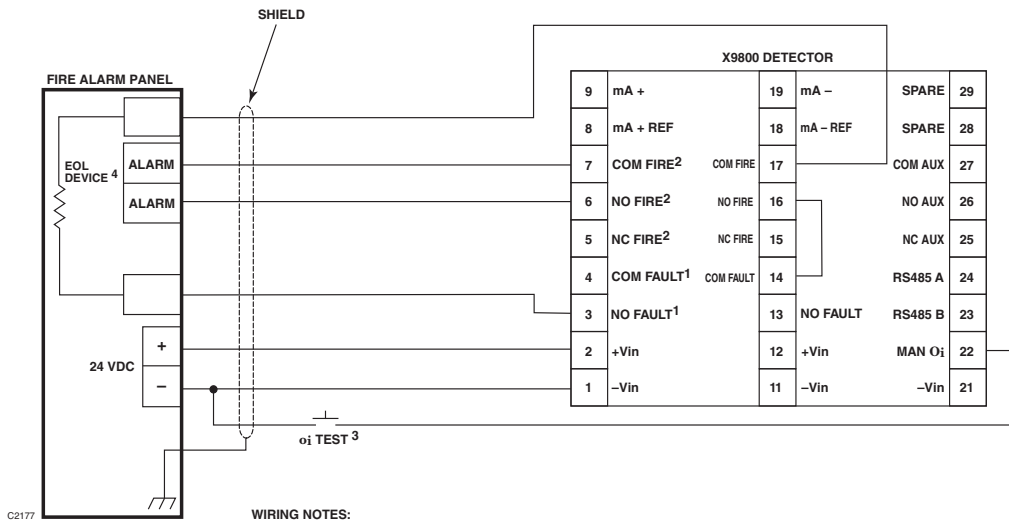 SHIELD
X9800 DETECTOR
FIRE ALARM PANEL
9 mA + 19 mA – SPARE 29
8 mA + REF 18 mA – REF SPARE 28
EOL
DEVICE 4
ALARM
7 COM FIRE2 COM FIRE 17 COM AUX 27
ALARM
6 NO FIRE2 NO FIRE 16 NO AUX 26
5 NC FIRE2 NC FIRE 15 NC AUX 25
4 COM FAULT1 COM FAULT 14 RS485 A 24
3 NO FAULT1 13 NO FAULT RS485 B 23
24 VDC
+
–
2 +Vin 12 +Vin MAN Oi 22
1 –Vin 11 –Vin –Vin 21
oi TEST 3
C2177
WIRING NOTES: